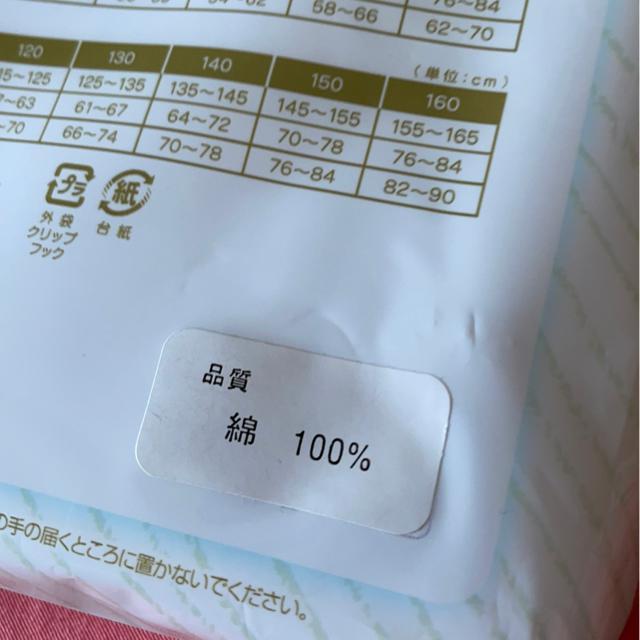 58〜66 76〜84
62〜70
(単位:cm)
120 130 140 150 160
125〜135 135〜145 145〜155 155〜165
61〜67 64〜72 70〜78 76〜84
66〜74 70〜78 76〜84 82〜90
プラ 紙
外袋 台紙
クリップ
フック
品質
綿 100%
手の届くところに置かないでください。